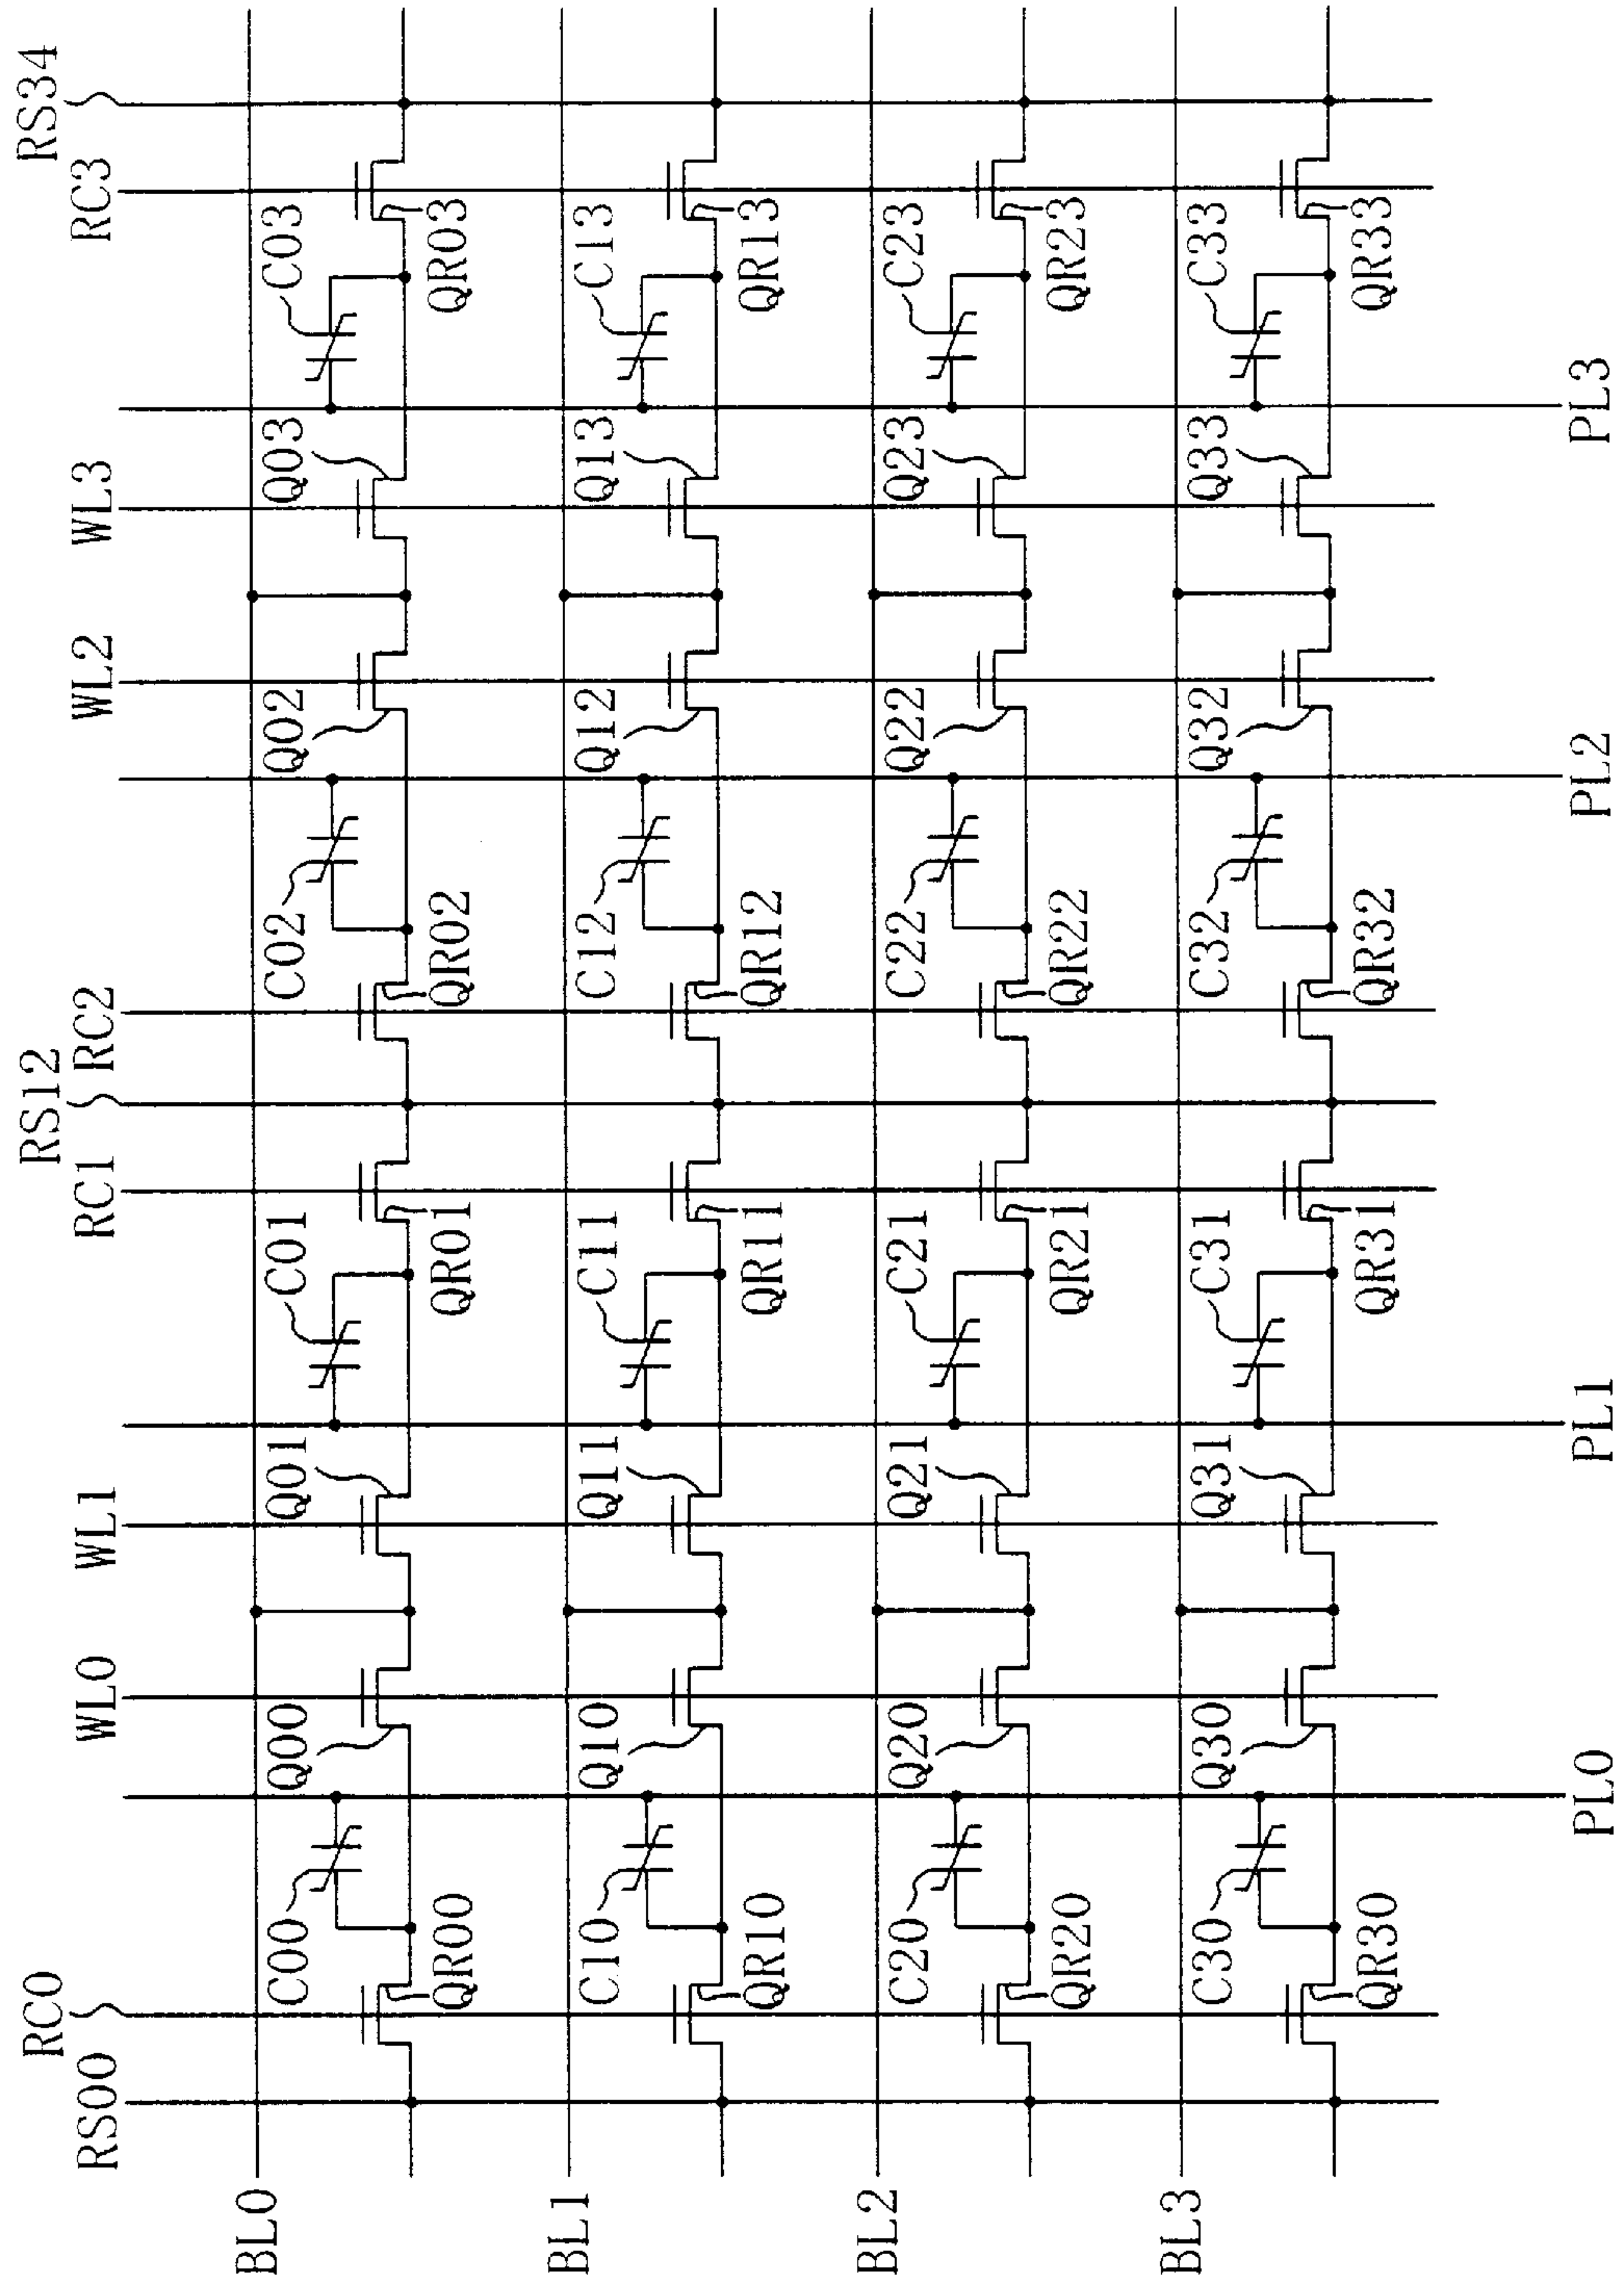 RC0 RS12 RS34
RS00 WL0 WL1 RC1 RC2 WL2 WL3 RC3
BL0
C00 Q00 Q01 C01 C02 Q02 Q03 C03
QR00 QR01 QR02 QR03
BL1
C10 Q10 Q11 C11 C12 Q12 Q13 C13
QR10 QR11 QR12 QR13
BL2
C20 Q20 Q21 C21 C22 Q22 Q23 C23
QR20 QR21 QR22 QR23
BL3
C30 Q30 Q31 C31 C32 Q32 Q33 C33
QR30 QR31 QR32 QR33
PL0 PL1 PL2 PL3